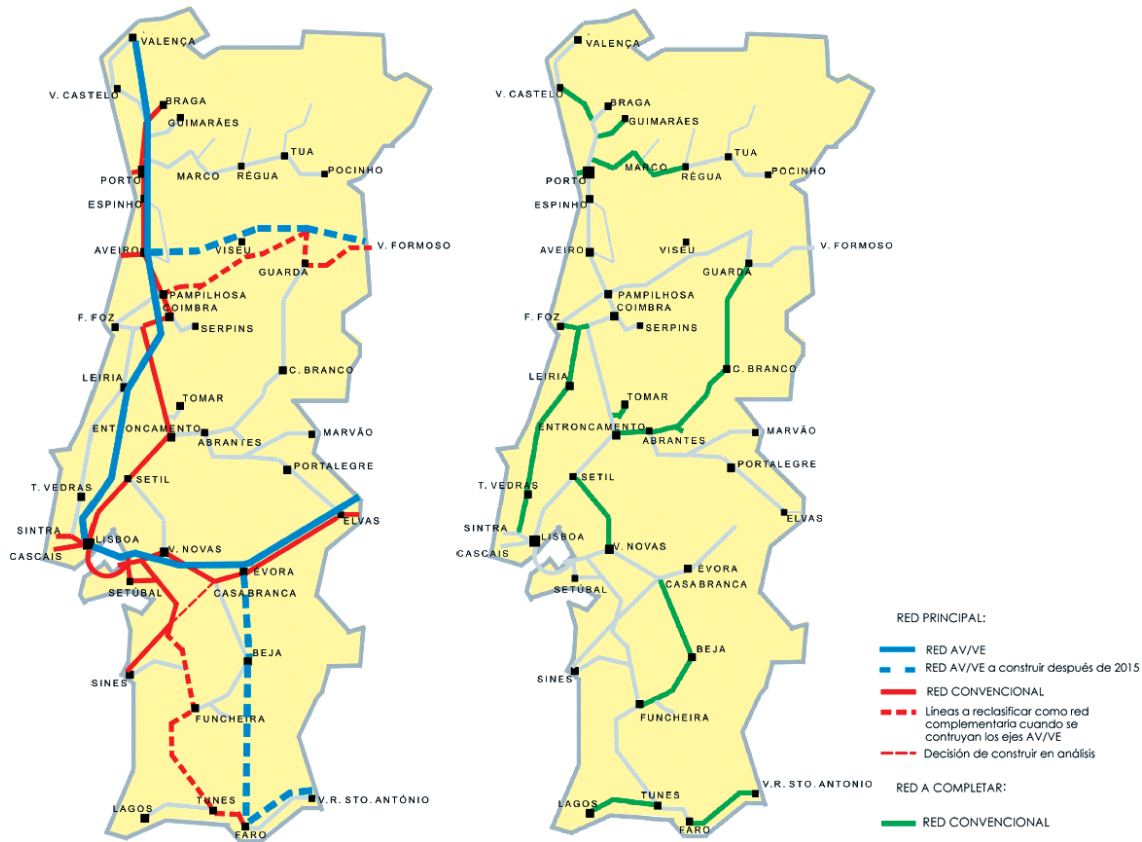 VALENÇA
V. CASTELO
BRAGA
GUIMARÃES
TUA
PORTO
MARCO
RÉGUA
POCINHO
ESPINHO
AVEIRO
VISEU
V. FORMOSO
GUARDA
PAMPILHOSA
COIMBRA
F. FOZ
SERPINS
LEIRIA
C. BRANCO
TOMAR
ENTRONCAMENTO
ABRANTES
MARVÃO
PORTALEGRE
SETIL
T. VEDRAS
ELVAS
SINTRA
LISBOA
CASCAIS
V. NOVAS
ÉVORA
SETÚBAL
CASA BRANCA
BEJA
SINES
FUNCHEIRA
TUNES
LAGOS
V.R. STO. ANTÓNIO
FARO
VALENÇA
V. CASTELO
BRAGA
GUIMARÃES
TUA
PORTO
MARCO
RÉGUA
POCINHO
ESPINHO
AVEIRO
VISEU
V. FORMOSO
GUARDA
PAMPILHOSA
COIMBRA
F. FOZ
SERPINS
LEIRIA
C. BRANCO
TOMAR
ENTRONCAMENTO
ABRANTES
MARVÃO
PORTALEGRE
SETIL
T. VEDRAS
ELVAS
SINTRA
LISBOA
CASCAIS
V. NOVAS
ÉVORA
SETÚBAL
CASA BRANCA
BEJA
SINES
FUNCHEIRA
V.R. STO. ANTONIO
LAGOS
TUNES
FARO
RED PRINCIPAL:
RED AV/VE
RED AV/VE a construir después de 2015
RED CONVENCIONAL
Líneas a reclasificar como red
complementaria cuando se
contruyan los ejes AV/VE
Decisión de construir en análisis
RED A COMPLETAR:
RED CONVENCIONAL